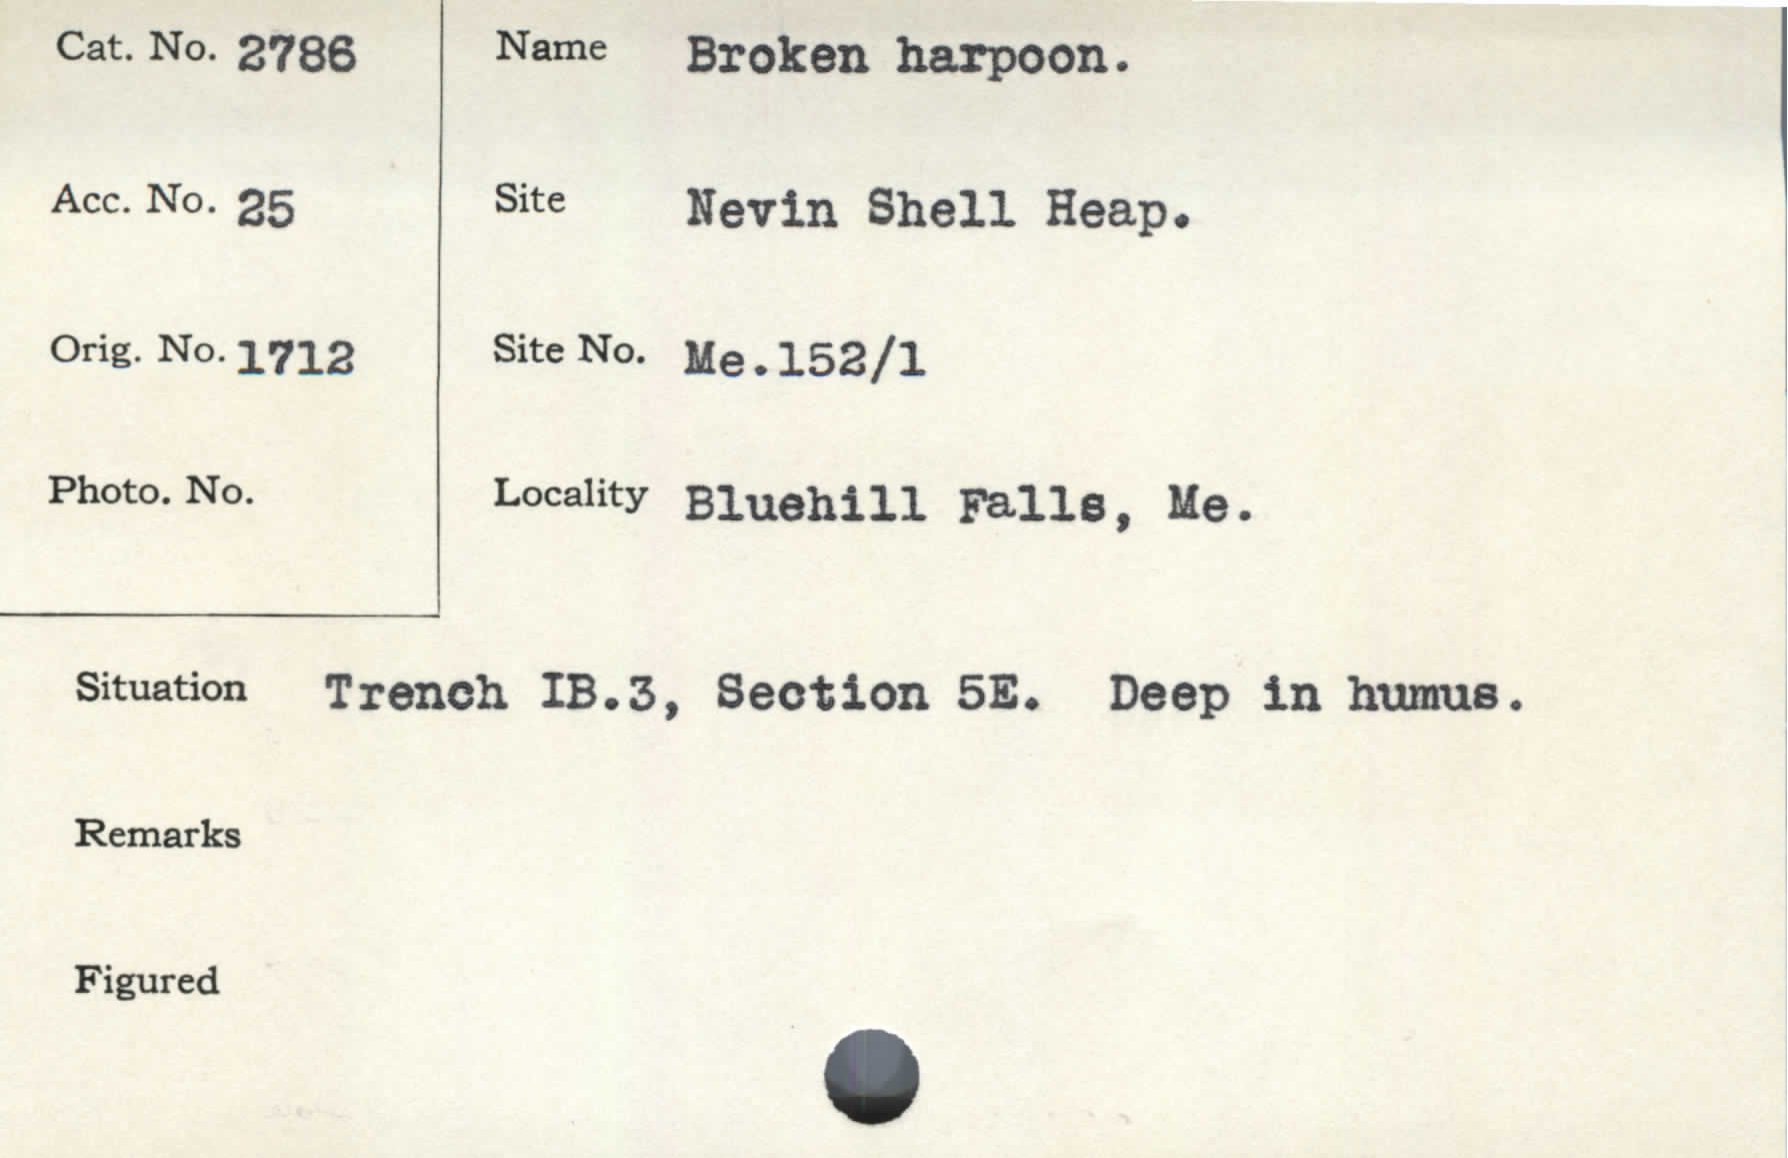 Cat. No. 2786
Name Broken harpoon.
Acc. No. 25
Site Nevin Shell Heap.
Orig. No. 1712
Site No. Me.152/1
Photo. No.
Locality Bluehill Falls, Me.
Situation Trench IB.3, Section 5E. Deep in humus.
Remarks
Figured